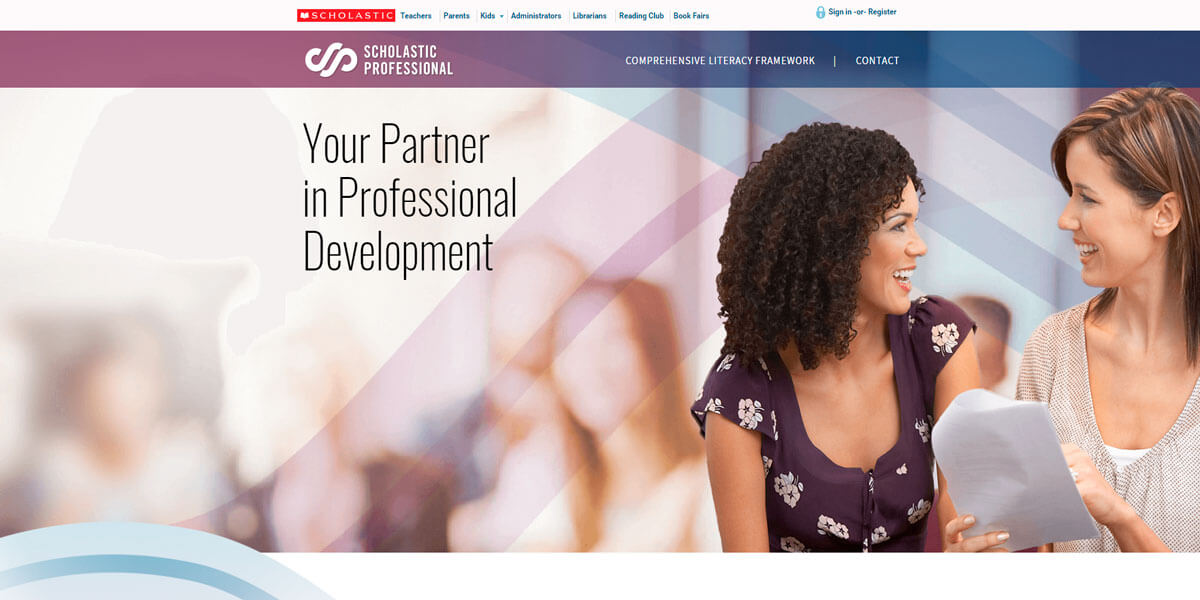 SCHOLASTIC Teachers Parents Kids Administrators Librarians Reading Club Book Fairs Sign in -or- Register
SCHOLASTIC
PROFESSIONAL
COMPREHENSIVE LITERACY FRAMEWORK | CONTACT
Your Partner
in Professional
Development